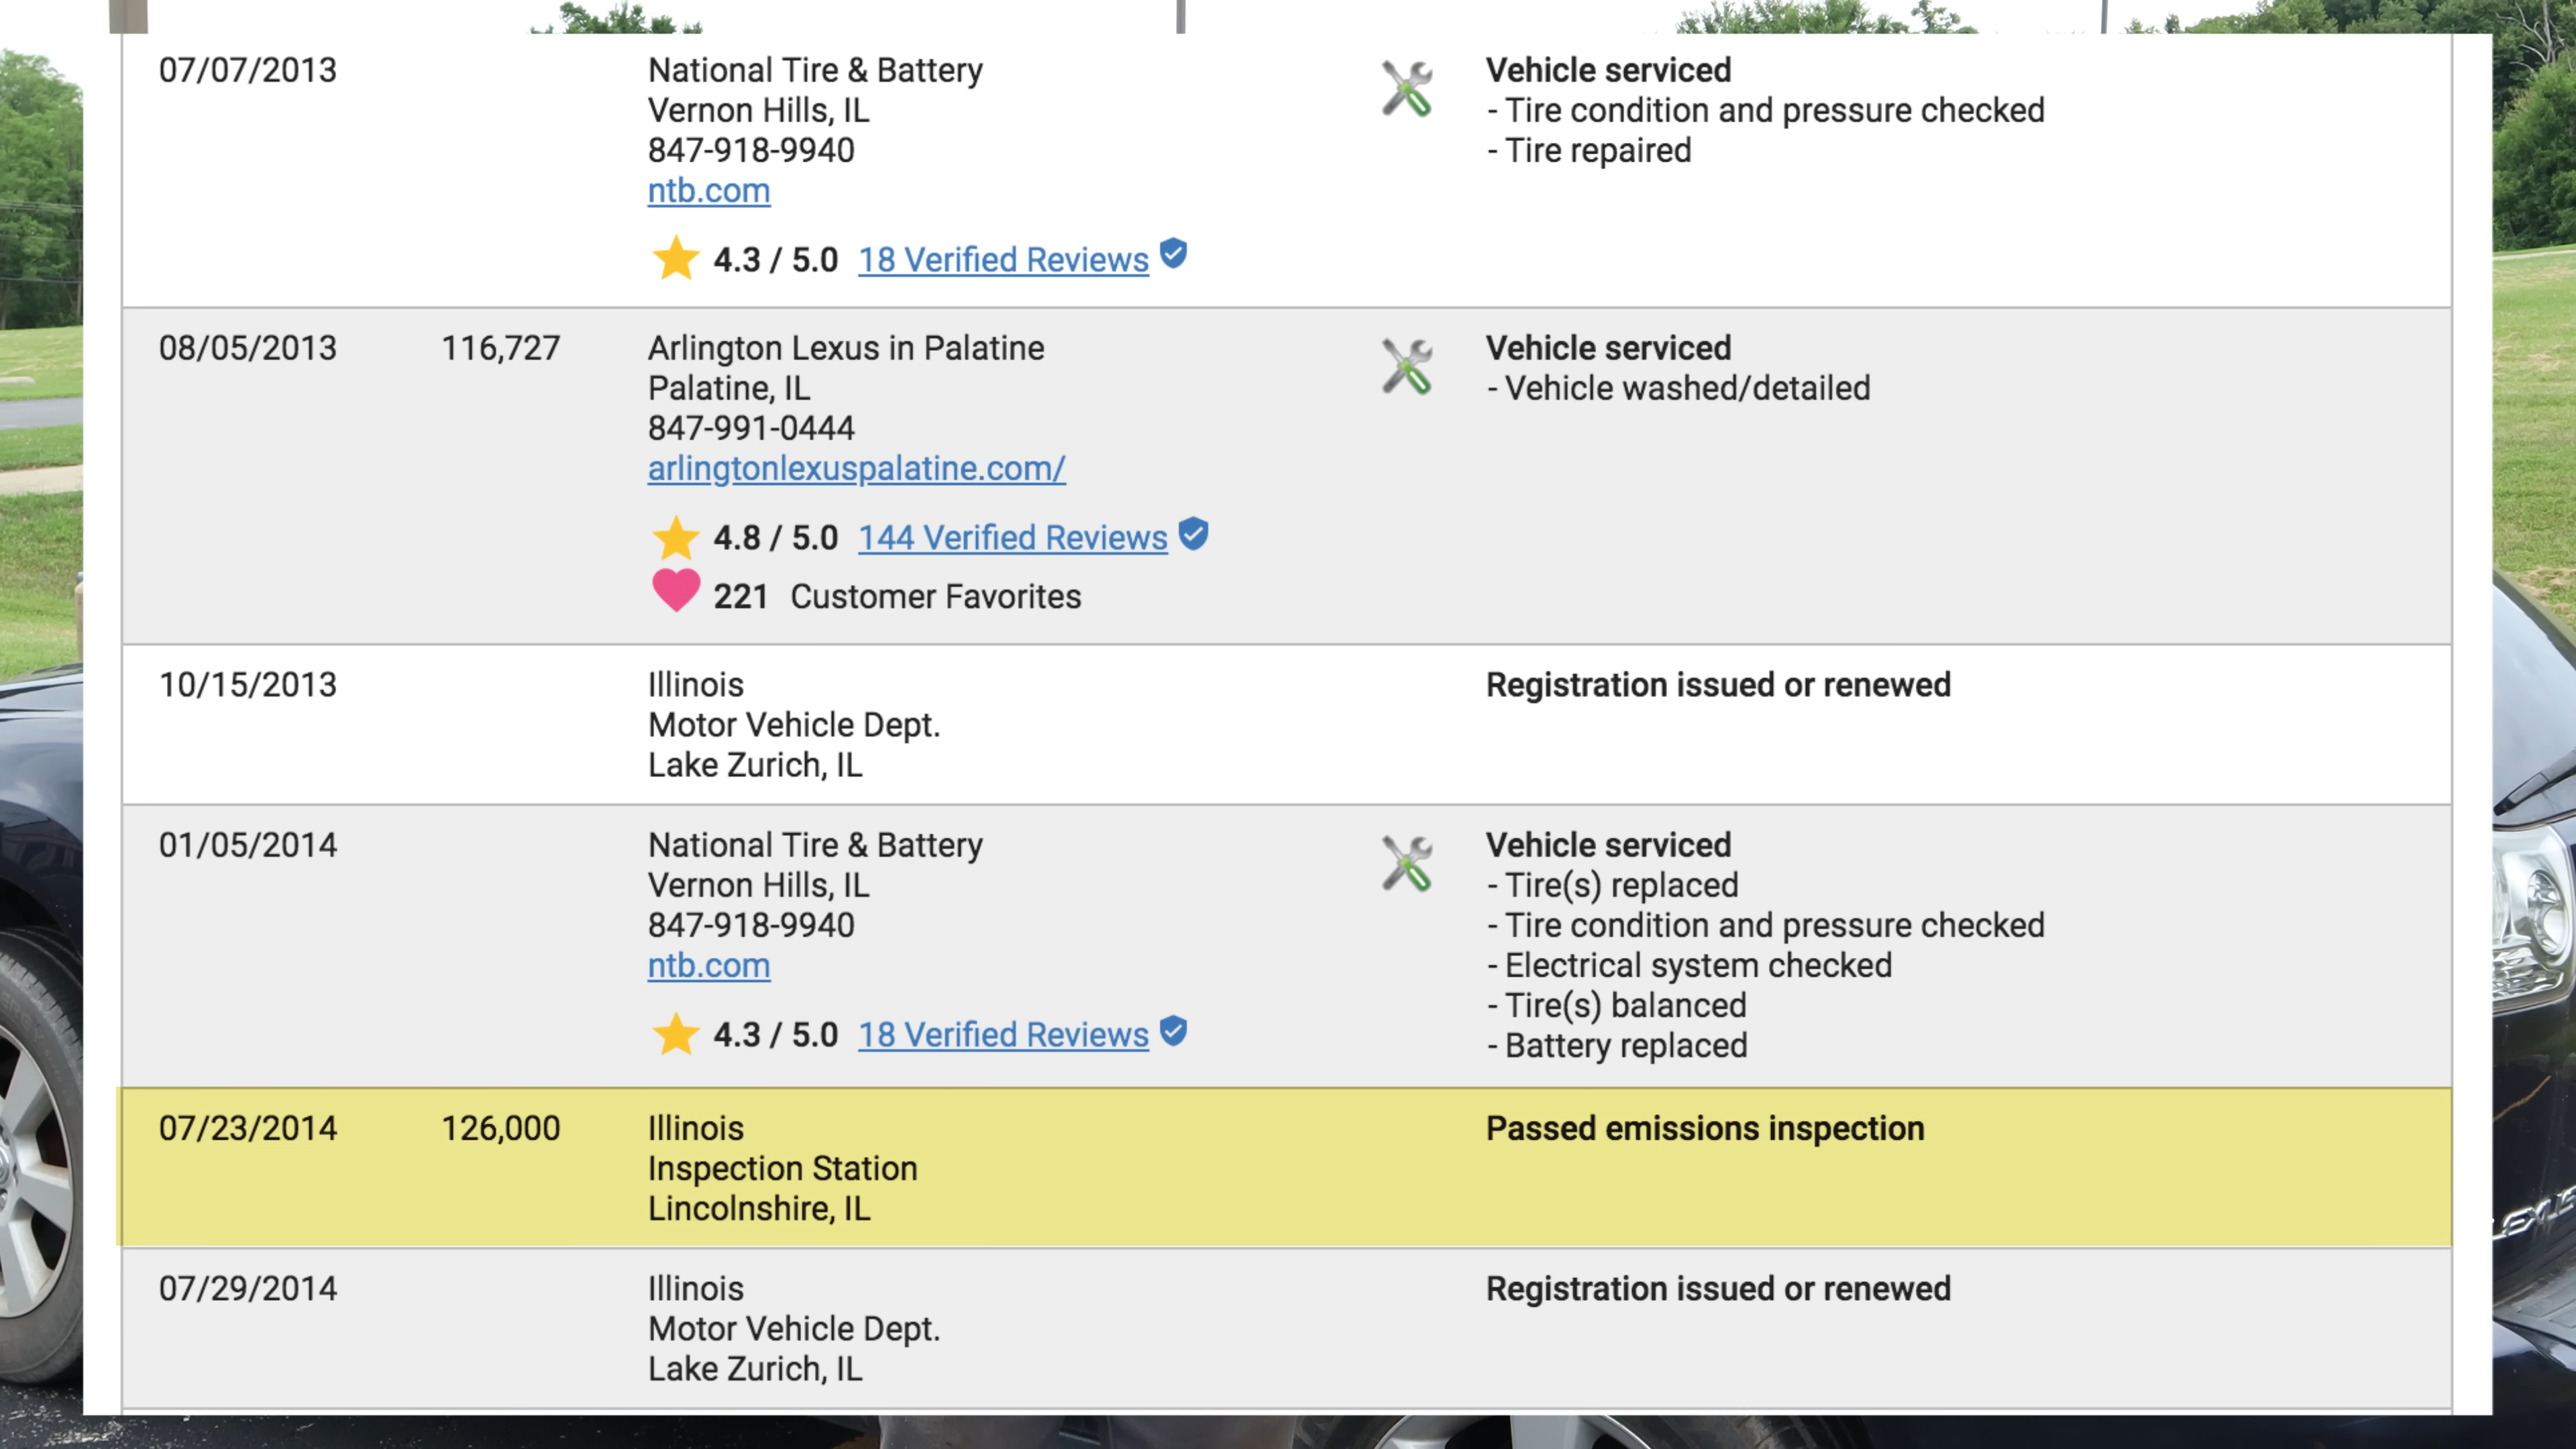 07/07/2013 National Tire & Battery Vehicle serviced
Vernon Hills, IL - Tire condition and pressure checked
847-918-9940 - Tire repaired
ntb.com
4.3 / 5.0 18 Verified Reviews
08/05/2013 116,727 Arlington Lexus in Palatine Vehicle serviced
Palatine, IL - Vehicle washed/detailed
847-991-0444
arlingtonlexuspalatine.com/
4.8 / 5.0 144 Verified Reviews
221 Customer Favorites
10/15/2013 Illinois Registration issued or renewed
Motor Vehicle Dept.
Lake Zurich, IL
01/05/2014 National Tire & Battery Vehicle serviced
Vernon Hills, IL - Tire(s) replaced
847-918-9940 - Tire condition and pressure checked
ntb.com - Electrical system checked
- Tire(s) balanced
4.3 / 5.0 18 Verified Reviews
- Battery replaced
07/23/2014 126,000 Illinois Passed emissions inspection
Inspection Station
Lincolnshire, IL
07/29/2014 Illinois Registration issued or renewed
Motor Vehicle Dept.
Lake Zurich, IL